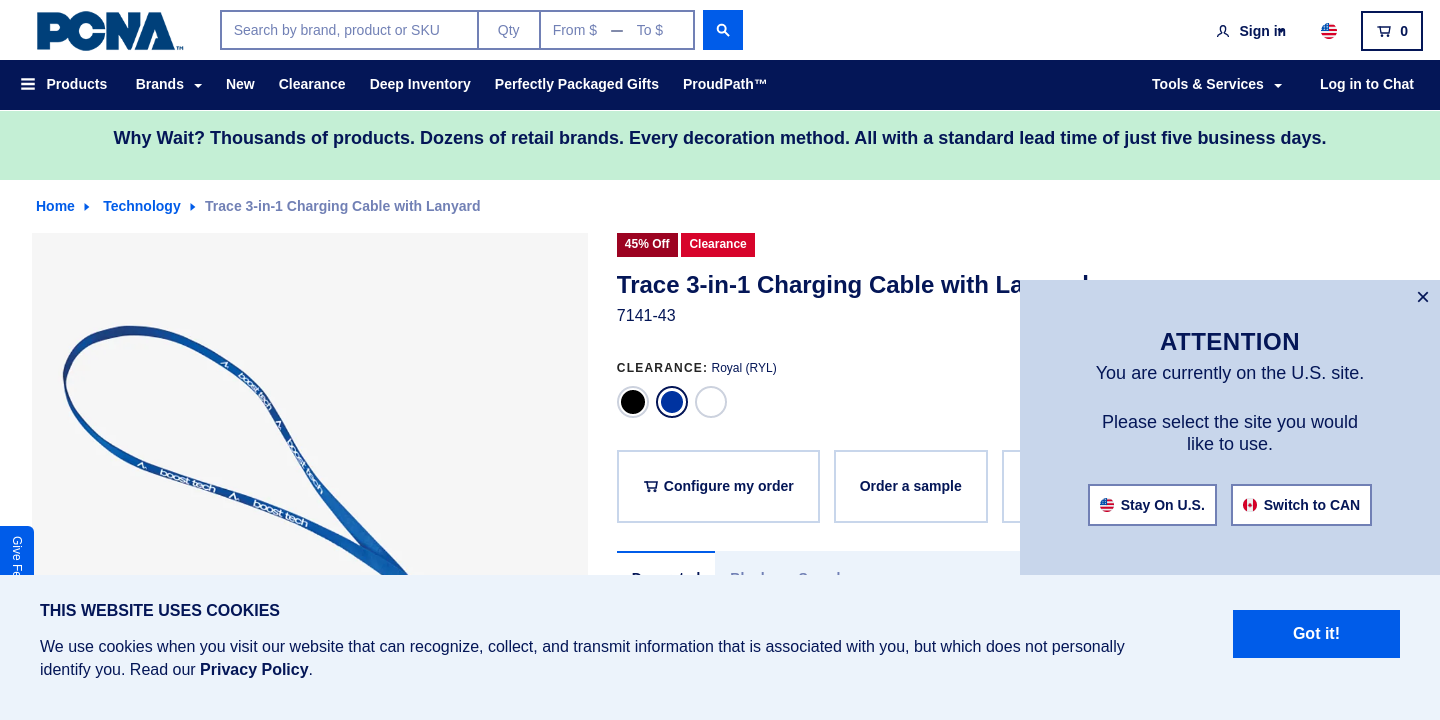 PCNA™
Search by brand, product or SKU
Qty
From $ — To $
Sign in
0
Products
Brands
New
Clearance
Deep Inventory
Perfectly Packaged Gifts
ProudPath™
Tools & Services
Log in to Chat
Why Wait? Thousands of products. Dozens of retail brands. Every decoration method. All with a standard lead time of just five business days.
Home
Technology
Trace 3-in-1 Charging Cable with Lanyard
boost tech
boost tech
boost tech
boost tech
45% Off
Clearance
Trace 3-in-1 Charging Cable with
7141-43
CLEARANCE: Royal (RYL)
Configure my order
Order a sample
×
ATTENTION
You are currently on the U.S. site.
Please select the site you would
like to use.
Stay On U.S.
Switch to CAN
Give
THIS WEBSITE USES COOKIES
We use cookies when you visit our website that can recognize, collect, and transmit information that is associated with you, but which does not personally
identify you. Read our Privacy Policy.
Got it!